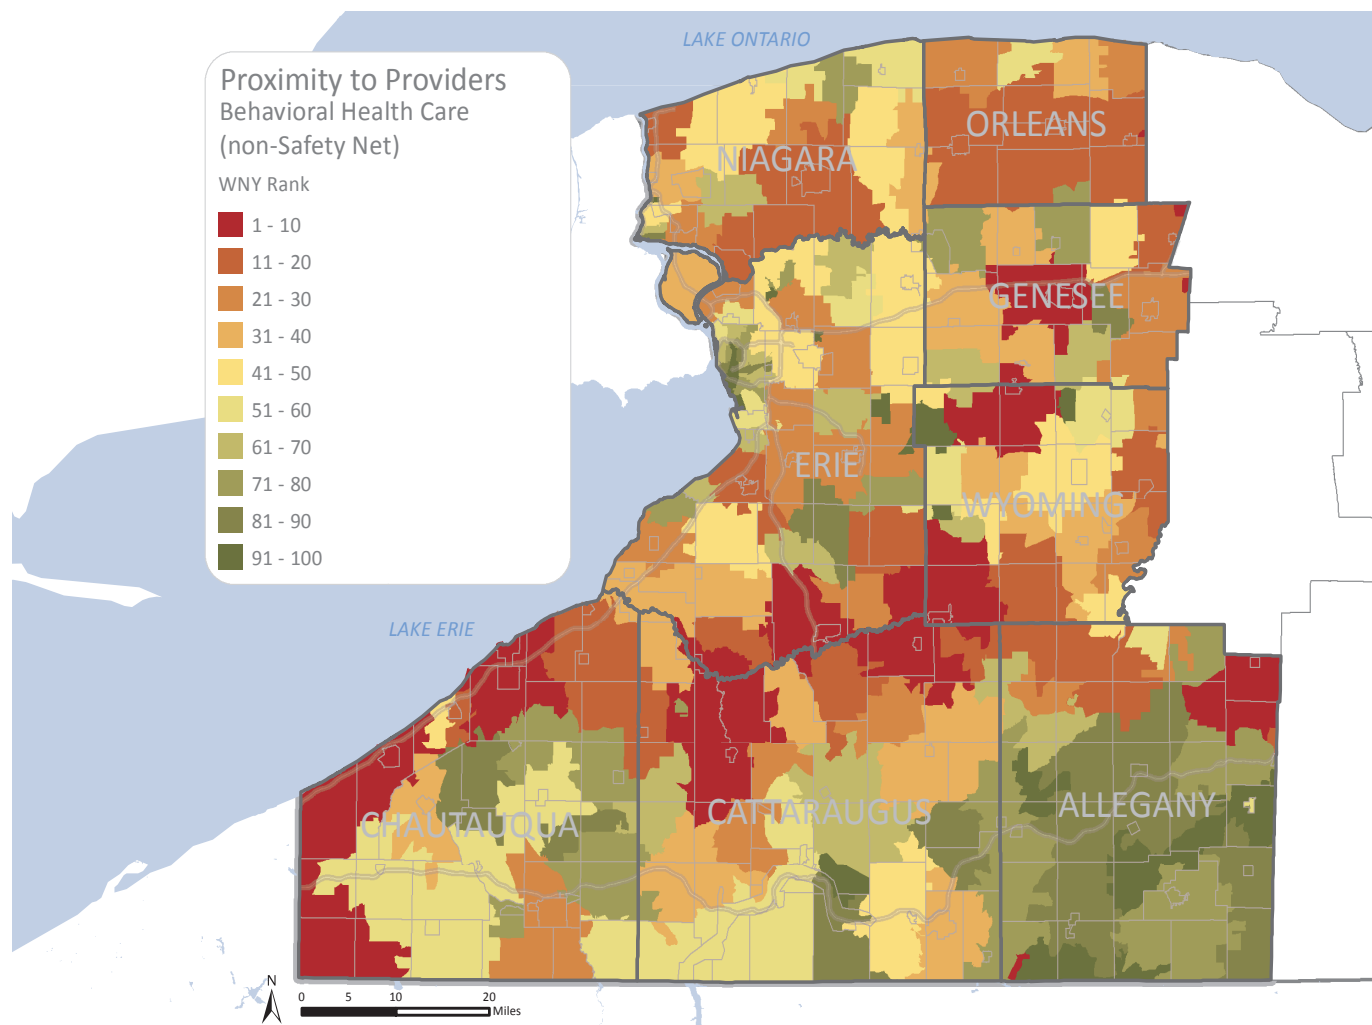 LAKE ONTARIO
Proximity to Providers
Behavioral Health Care
(non-Safety Net)
WNY Rank
1 - 10
11 - 20
21 - 30
31 - 40
41 - 50
51 - 60
61 - 70
71 - 80
81 - 90
91 - 100
ORLEANS
NIAGARA
GENESEE
ERIE
WYOMING
LAKE ERIE
CHAUTAUQUA
CATTARAUGUS
ALLEGANY
N
0 5 10 20
Miles